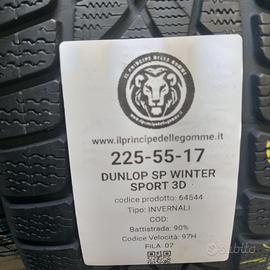 IL PRINCIPE DELLE GOMME
www.ilprincipedellegomme.it
225-55-17
DUNLOP SP WINTER
SPORT 3D
codice prodotto: 64544
Tipo: INVERNALI
COD:
Battistrada: 90%
Codice Velocità: 97H
FILA: 07
subito